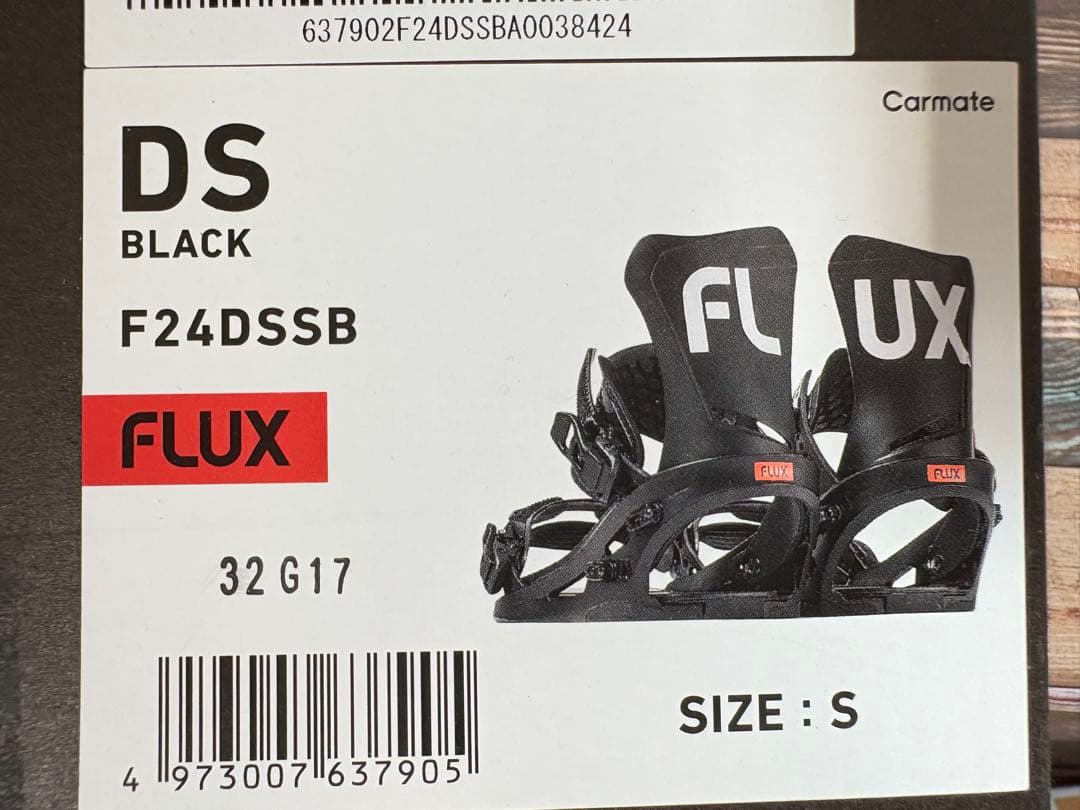 637902F24DSSBA0038424
Carmate
DS
BLACK
F24DSSB
FLUX
FL UX
FLUX FLUX
32 G17
SIZE : S
4 973007 637905